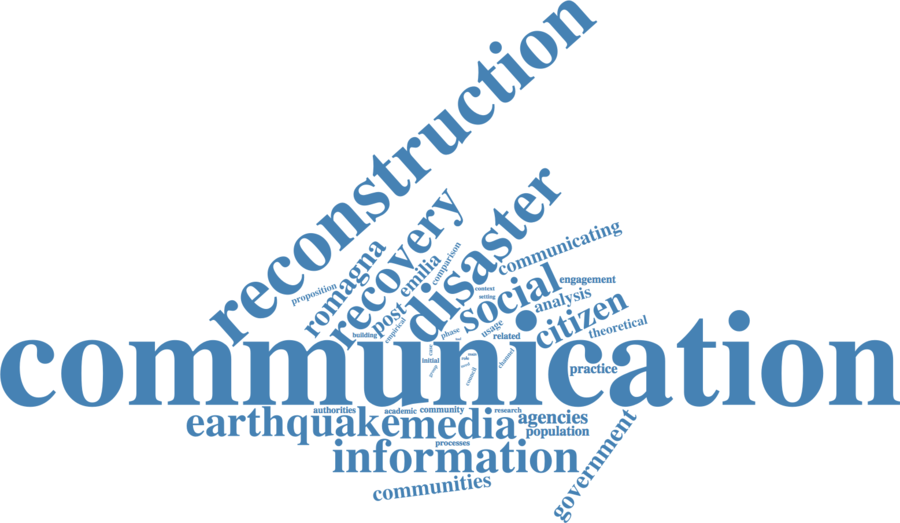 reconstruction
recovery
disaster
romagna
proposition
post
emilia
comparison
communicating
social
engagement
context
setting
analysis
citizen
theoretical
building
empirical
phase
usage
related
case
initial
group
role
council
channel
practice
communication
earthquake
authorities
academic
community
research
media
agencies
population
processes
information
communities
government